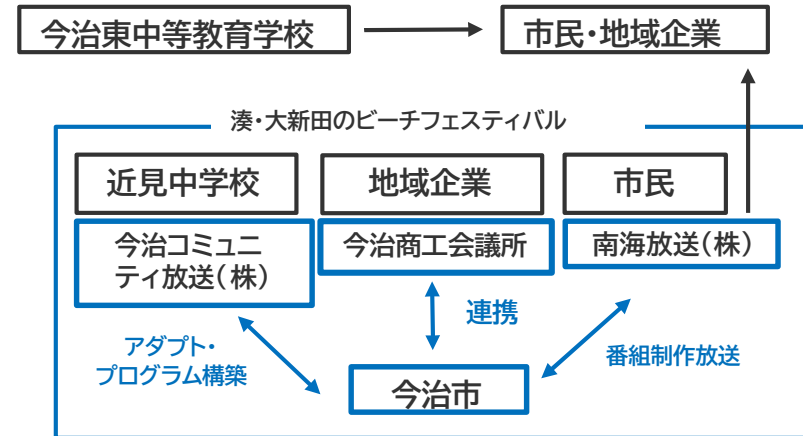 今治東中等教育学校
市民・地域企業
湊・大新田のビーチフェスティバル
近見中学校
地域企業
市民
今治コミュニ
ティ放送(株)
今治商工会議所
南海放送(株)
連携
アダプト・
プログラム構築
番組制作放送
今治市